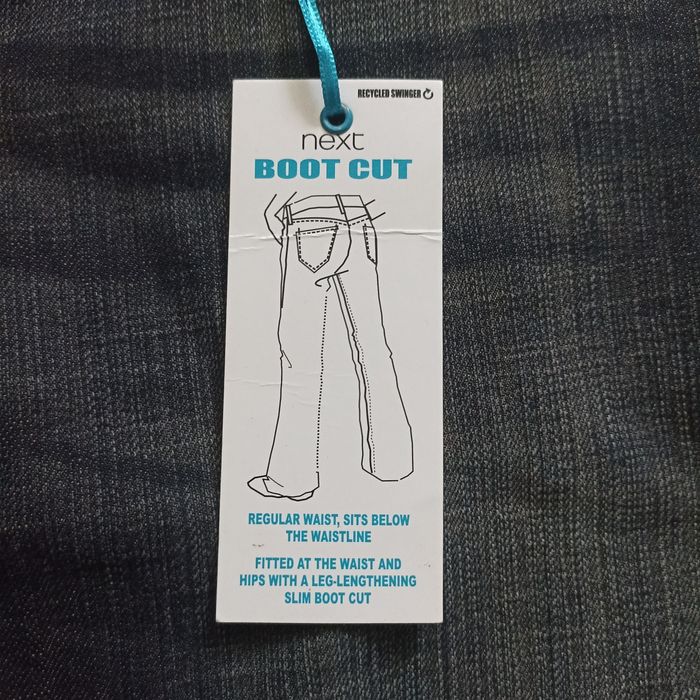 RECYCLED SWINGER
next
BOOT CUT
REGULAR WAIST, SITS BELOW
THE WAISTLINE
FITTED AT THE WAIST AND
HIPS WITH A LEG-LENGTHENING
SLIM BOOT CUT